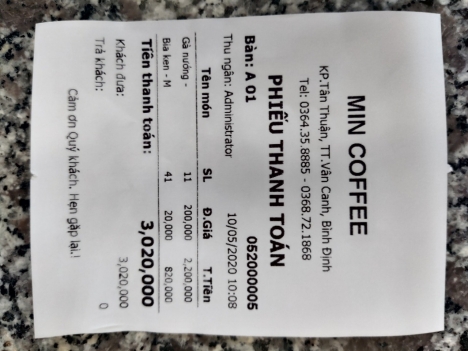 MIN COFFEE
KP.Tân Thuận, TT.Vân Canh, Bình Định
Tel: 0364.35.8885 - 0368.72.1868
PHIẾU THANH TOÁN
Bàn: A 01 052000005
Thu ngân: Administrator 10/05/2020 10:08
Tên món SL Đ.Giá T.Tiền
Gà nướng - 11 200,000 2,200,000
Bia ken - M 41 20,000 820,000
Tiền thanh toán: 3,020,000
Khách đưa: 3,020,000
Trả khách: 0
Cảm ơn Quý khách. Hẹn gặp lại.!